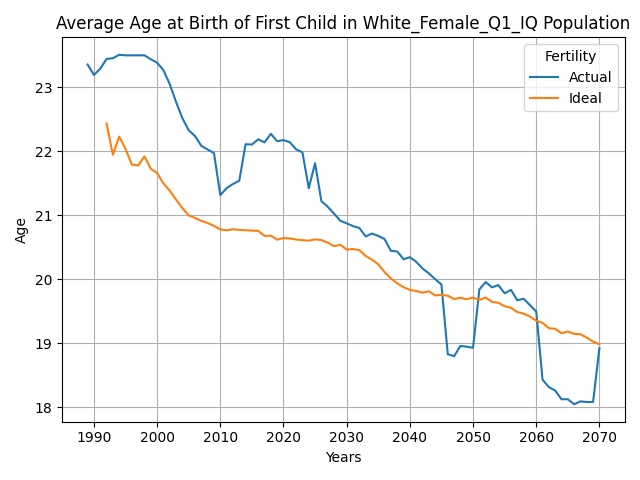 Average Age at Birth of First Child in White_Female_Q1_IQ Population
Fertility
Actual
Ideal
Age
23
22
21
20
19
18
1990 2000 2010 2020 2030 2040 2050 2060 2070
Years